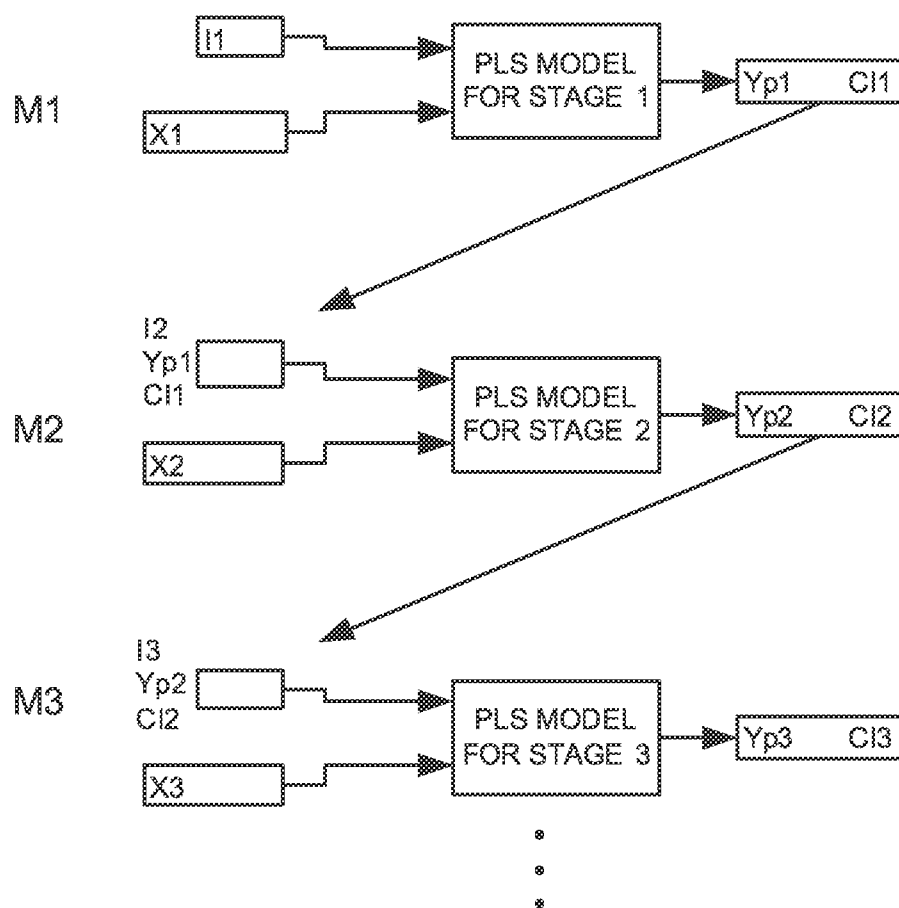 M1
I1
X1
PLS MODEL
FOR STAGE 1
Yp1 CI1
M2
I2
Yp1
CI1
X2
PLS MODEL
FOR STAGE 2
Yp2 CI2
M3
I3
Yp2
CI2
X3
PLS MODEL
FOR STAGE 3
Yp3 CI3